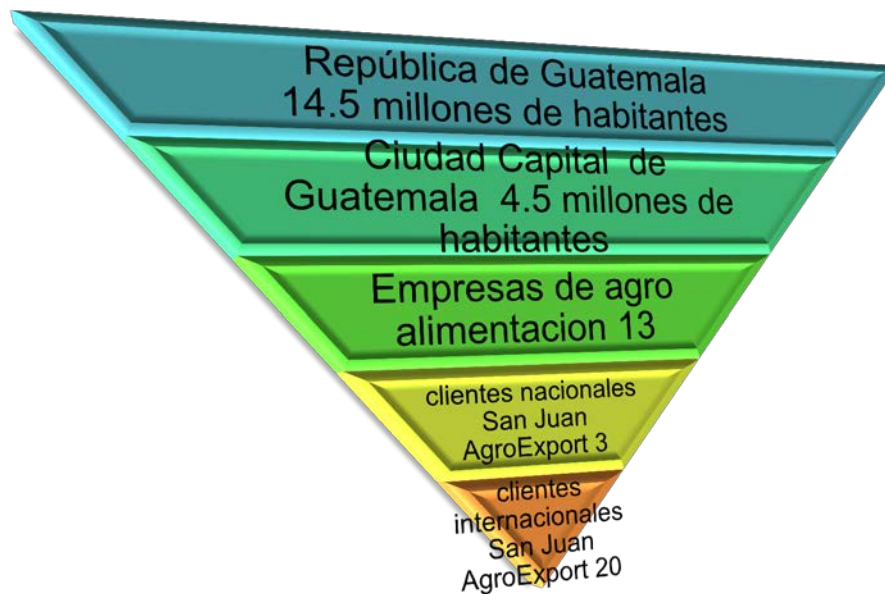 República de Guatemala
14.5 millones de habitantes
Ciudad Capital de
Guatemala 4.5 millones de
habitantes
Empresas de agro
alimentacion 13
clientes nacionales
San Juan
AgroExport 3
clientes
internacionales
San Juan
AgroExport 20